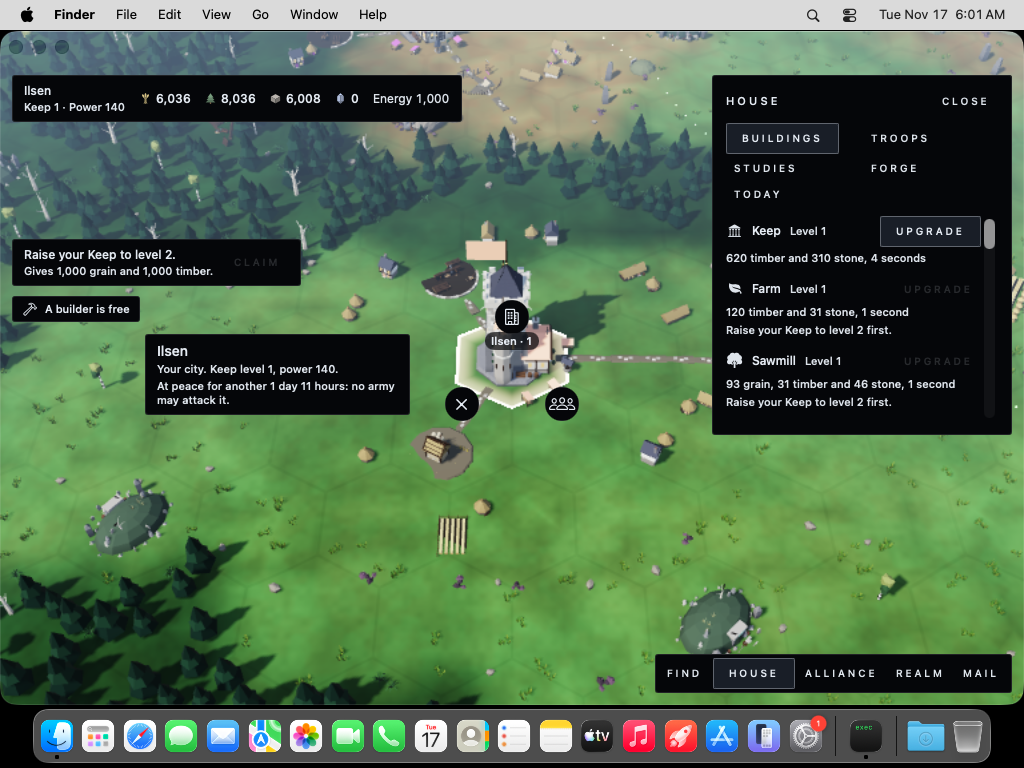 Finder File Edit View Go Window Help Tue Nov 17 6:01 AM
Ilsen
Keep 1 · Power 140
6,036 8,036 6,008 0 Energy 1,000
HOUSE CLOSE
BUILDINGS TROOPS
STUDIES FORGE
TODAY
Keep Level 1 UPGRADE
620 timber and 310 stone, 4 seconds
Farm Level 1 UPGRADE
120 timber and 31 stone, 1 second
Raise your Keep to level 2 first.
Sawmill Level 1 UPGRADE
93 grain, 31 timber and 46 stone, 1 second
Raise your Keep to level 2 first.
Raise your Keep to level 2.
Gives 1,000 grain and 1,000 timber.
CLAIM
A builder is free
Ilsen · 1
Ilsen
Your city. Keep level 1, power 140.
At peace for another 1 day 11 hours: no army
may attack it.
FIND HOUSE ALLIANCE REALM MAIL
Tue
17
tv
1
exec